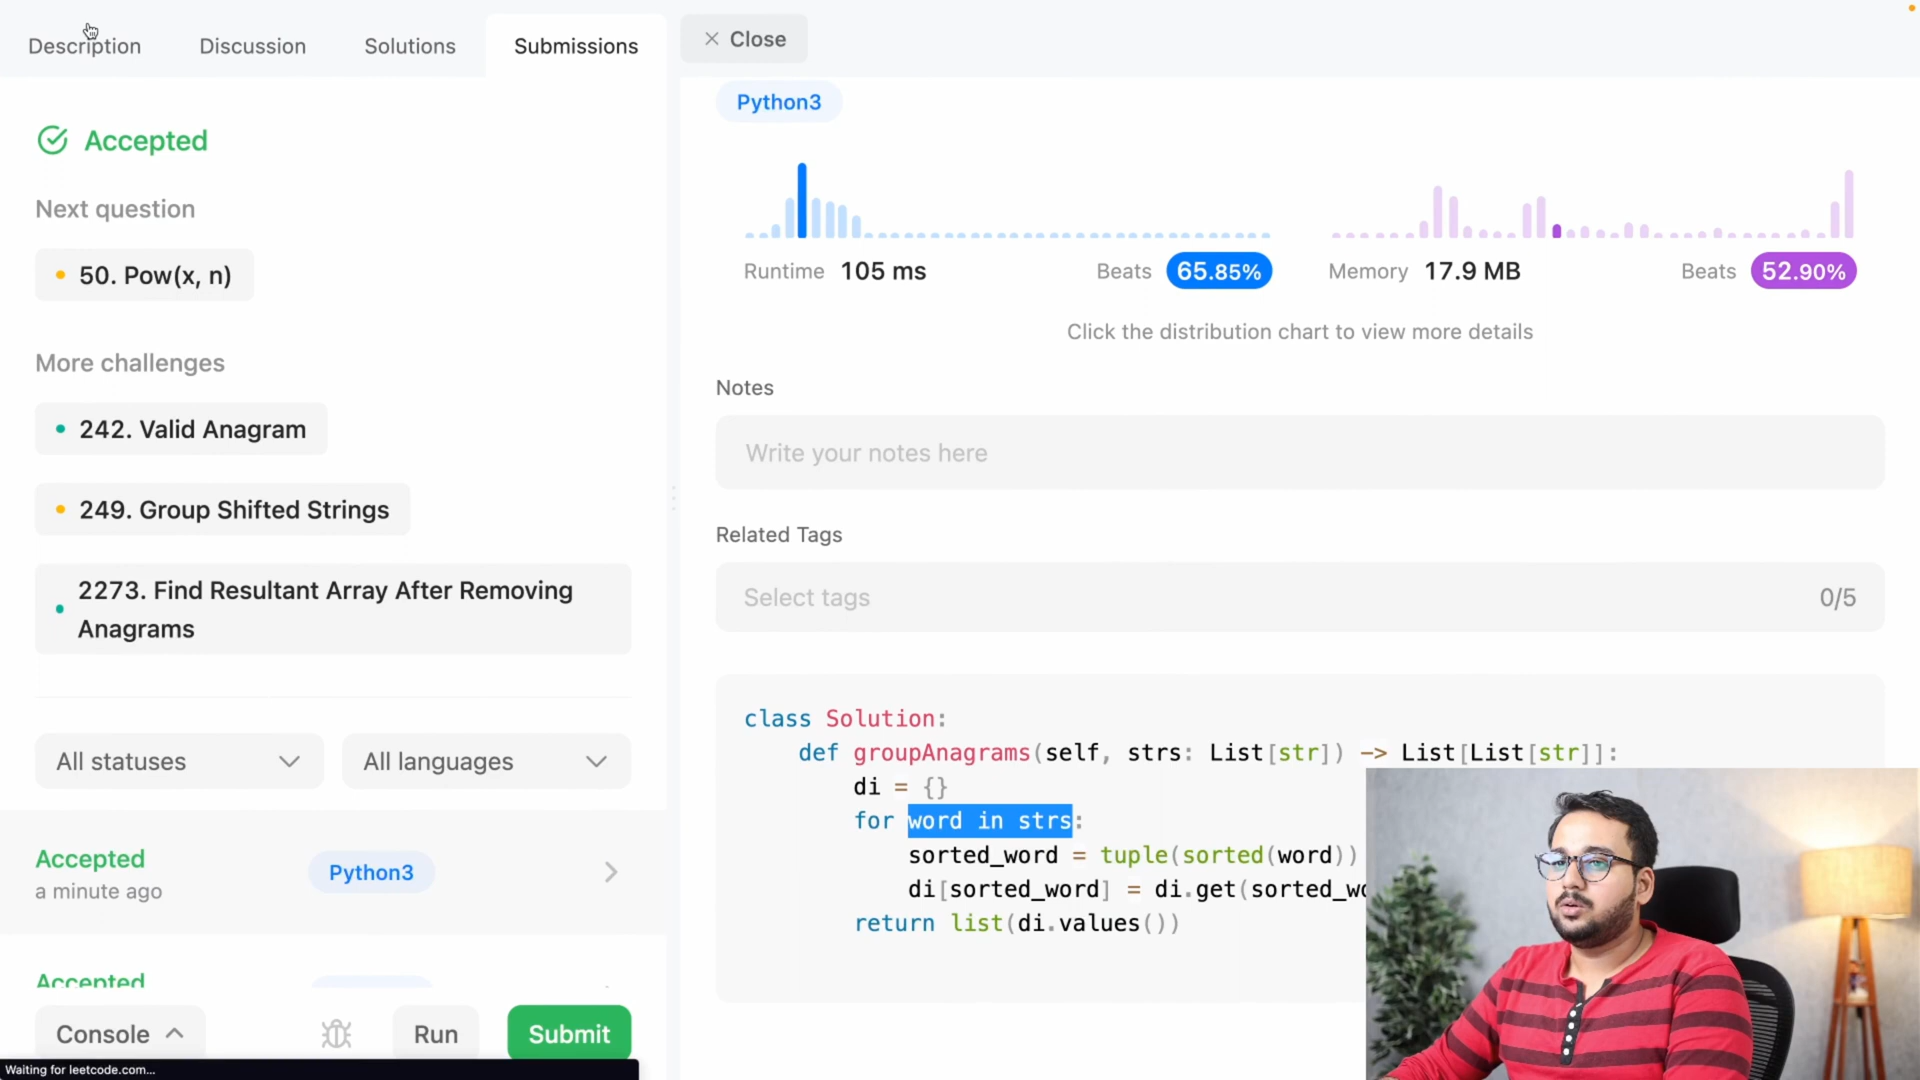 Description
Discussion
Solutions
Submissions
Close
Accepted
Next question
50. Pow(x, n)
More challenges
242. Valid Anagram
249. Group Shifted Strings
2273. Find Resultant Array After Removing
Anagrams
All statuses
All languages
Accepted
Python3
a minute ago
Accepted
Console
Run
Submit
Waiting for leetcode.com...
Python3
Runtime 105 ms
Beats 65.85%
Memory 17.9 MB
Beats 52.90%
Click the distribution chart to view more details
Notes
Write your notes here
Related Tags
Select tags
0/5
class Solution:
def groupAnagrams(self, strs: List[str]) -> List[List[str]]:
di = {}
for word in strs:
sorted_word = tuple(sorted(word))
di[sorted_word] = di.get(sorted_wo
return list(di.values())